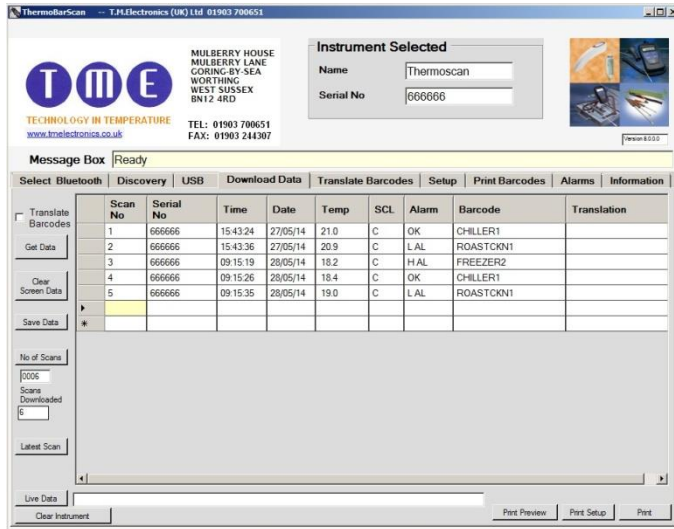 ThermoBarScan -- T.M.Electronics (UK) Ltd 01903 700651
TME
TECHNOLOGY IN TEMPERATURE
www.tmelectronics.co.uk
MULBERRY HOUSE
MULBERRY LANE
GORING-BY-SEA
WORTHING
WEST SUSSEX
BN12 4RD
TEL: 01903 700651
FAX: 01903 244307
Instrument Selected
Name Thermoscan
Serial No 666666
Version 8.0.0.0
Message Box Ready
Select Bluetooth Discovery USB Download Data Translate Barcodes Setup Print Barcodes Alarms Information
Translate Barcodes
Get Data
Clear Screen Data
Save Data
No of Scans
0006
Scans Downloaded
6
Latest Scan
Scan No Serial No Time Date Temp SCL Alarm Barcode Translation
1 666666 15:43:24 27/05/14 21.0 C OK CHILLER1
2 666666 15:43:36 27/05/14 20.9 C L AL ROASTCKN1
3 666666 09:15:19 28/05/14 18.2 C H AL FREEZER2
4 666666 09:15:26 28/05/14 18.4 C OK CHILLER1
5 666666 09:15:35 28/05/14 19.0 C L AL ROASTCKN1
Live Data
Clear Instrument Print Preview Print Setup Print